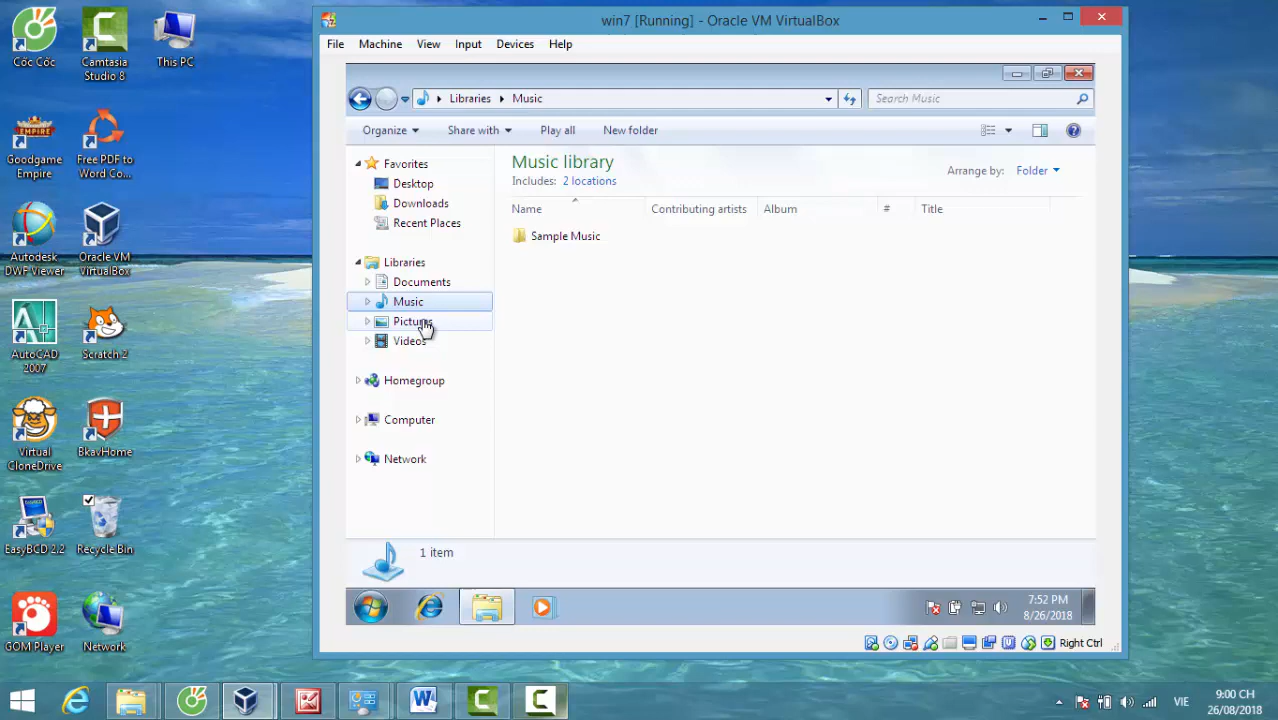 Cốc Cốc
Camtasia
Studio 8
This PC
Goodgame
Empire
Free PDF to
Word Co...
Autodesk
DWF Viewer
Oracle VM
VirtualBox
AutoCAD
2007
Scratch 2
Virtual
CloneDrive
BkavHome
EasyBCD 2.2
Recycle Bin
GOM Player
Network
win7 [Running] - Oracle VM VirtualBox
File Machine View Input Devices Help
Libraries Music
Search Music
Organize Share with Play all New folder
Favorites
Desktop
Downloads
Recent Places
Libraries
Documents
Music
Pictures
Videos
Homegroup
Computer
Network
Music library
Includes: 2 locations
Arrange by: Folder
Name Contributing artists Album # Title
Sample Music
1 item
7:52 PM
8/26/2018
Right Ctrl
VIE
9:00 CH
26/08/2018